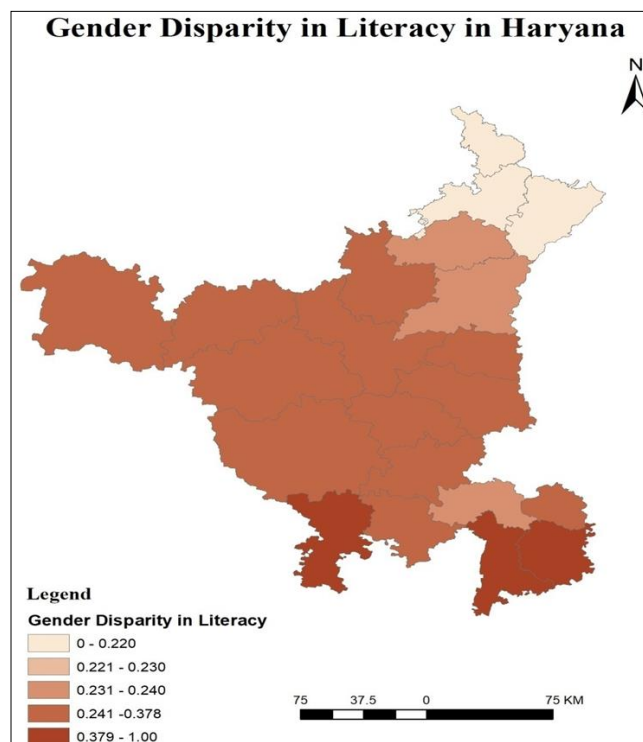 Gender Disparity in Literacy in Haryana
N
Legend
Gender Disparity in Literacy
0 - 0.220
0.221 - 0.230
0.231 - 0.240
0.241 -0.378
0.379 - 1.00
75 37.5 0 75 KM